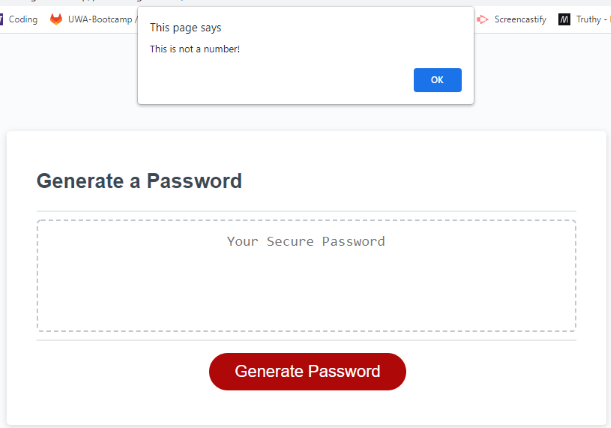 Coding UWA-Bootcamp / Screencastify Truthy -
This page says
This is not a number!
OK
Generate a Password
Your Secure Password
Generate Password